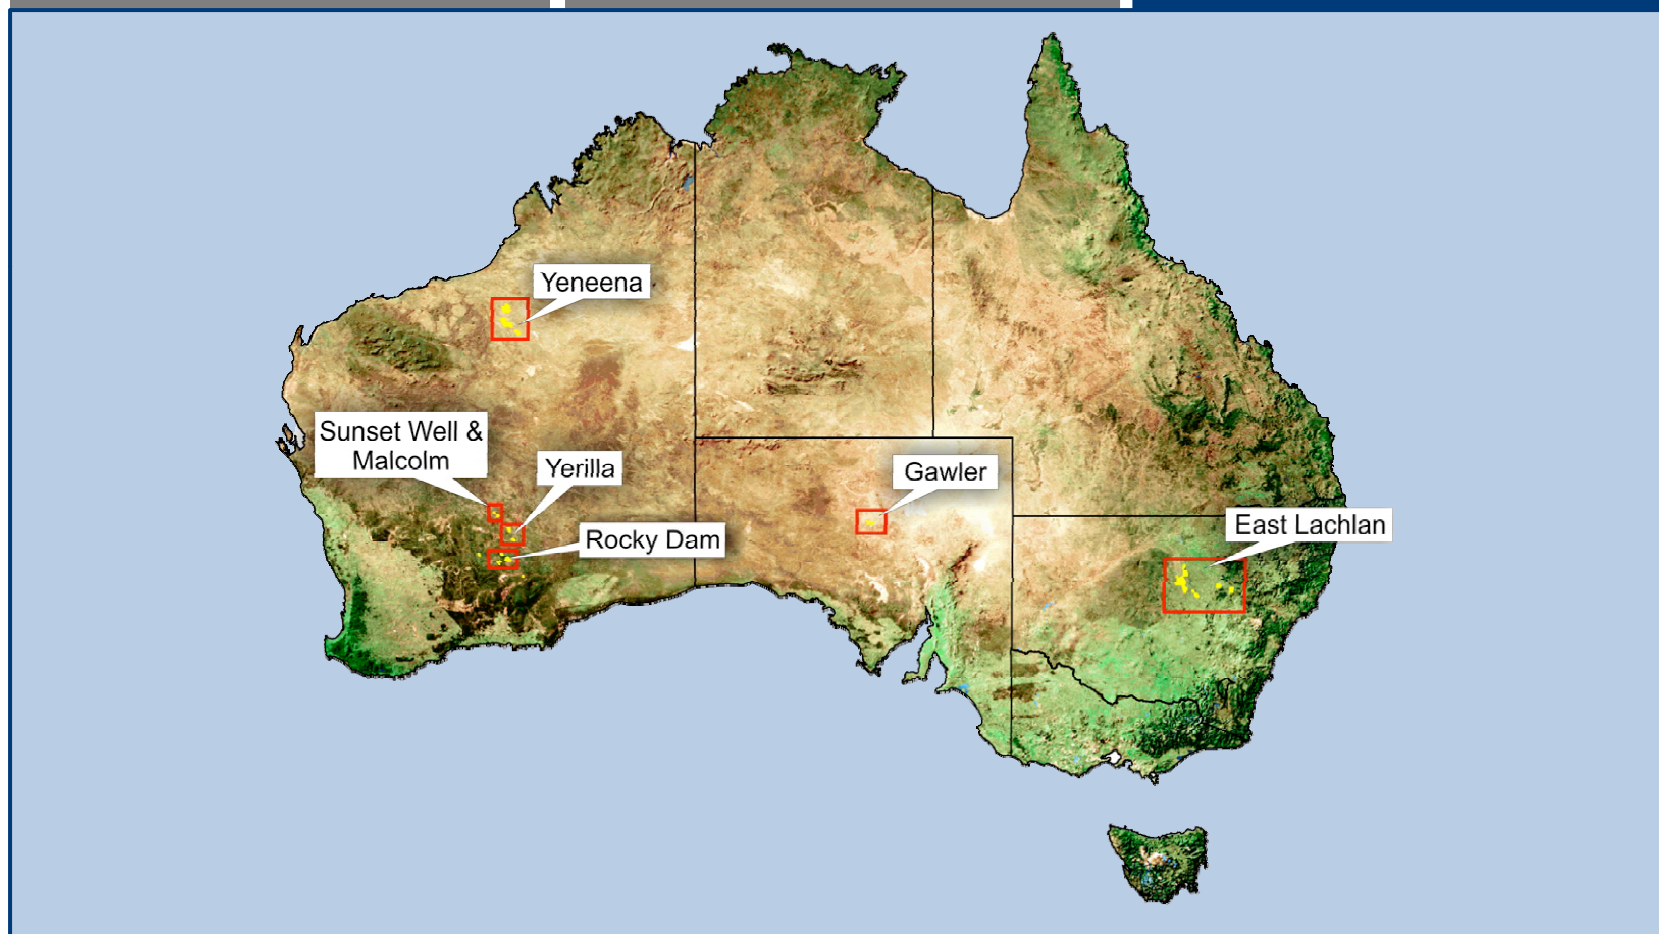 Yeneena
Sunset Well &
Malcolm
Yerilla
Gawler
Rocky Dam
East Lachlan